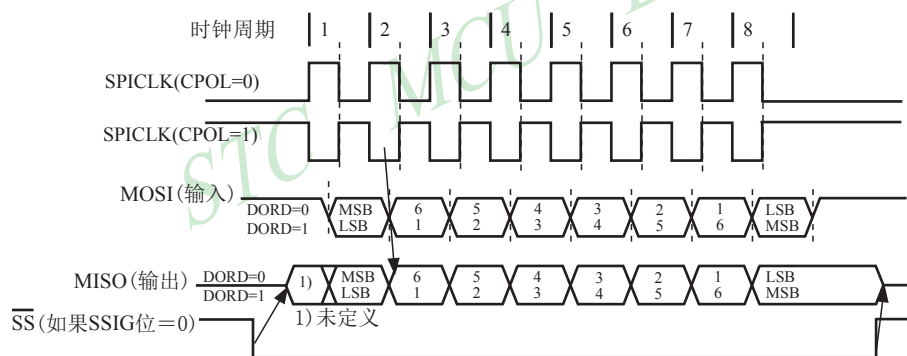 时钟周期 1 2 3 4 5 6 7 8
SPICLK(CPOL=0)
SPICLK(CPOL=1)
MOSI(输入) DORD=0 MSB 6 5 4 3 2 1 LSB
DORD=1 LSB 1 2 3 4 5 6 MSB
MISO(输出) DORD=0 1) MSB 6 5 4 3 2 1 LSB
DORD=1 LSB 1 2 3 4 5 6 MSB
1)未定义
SS(如果SSIG位=0)
STC MCU